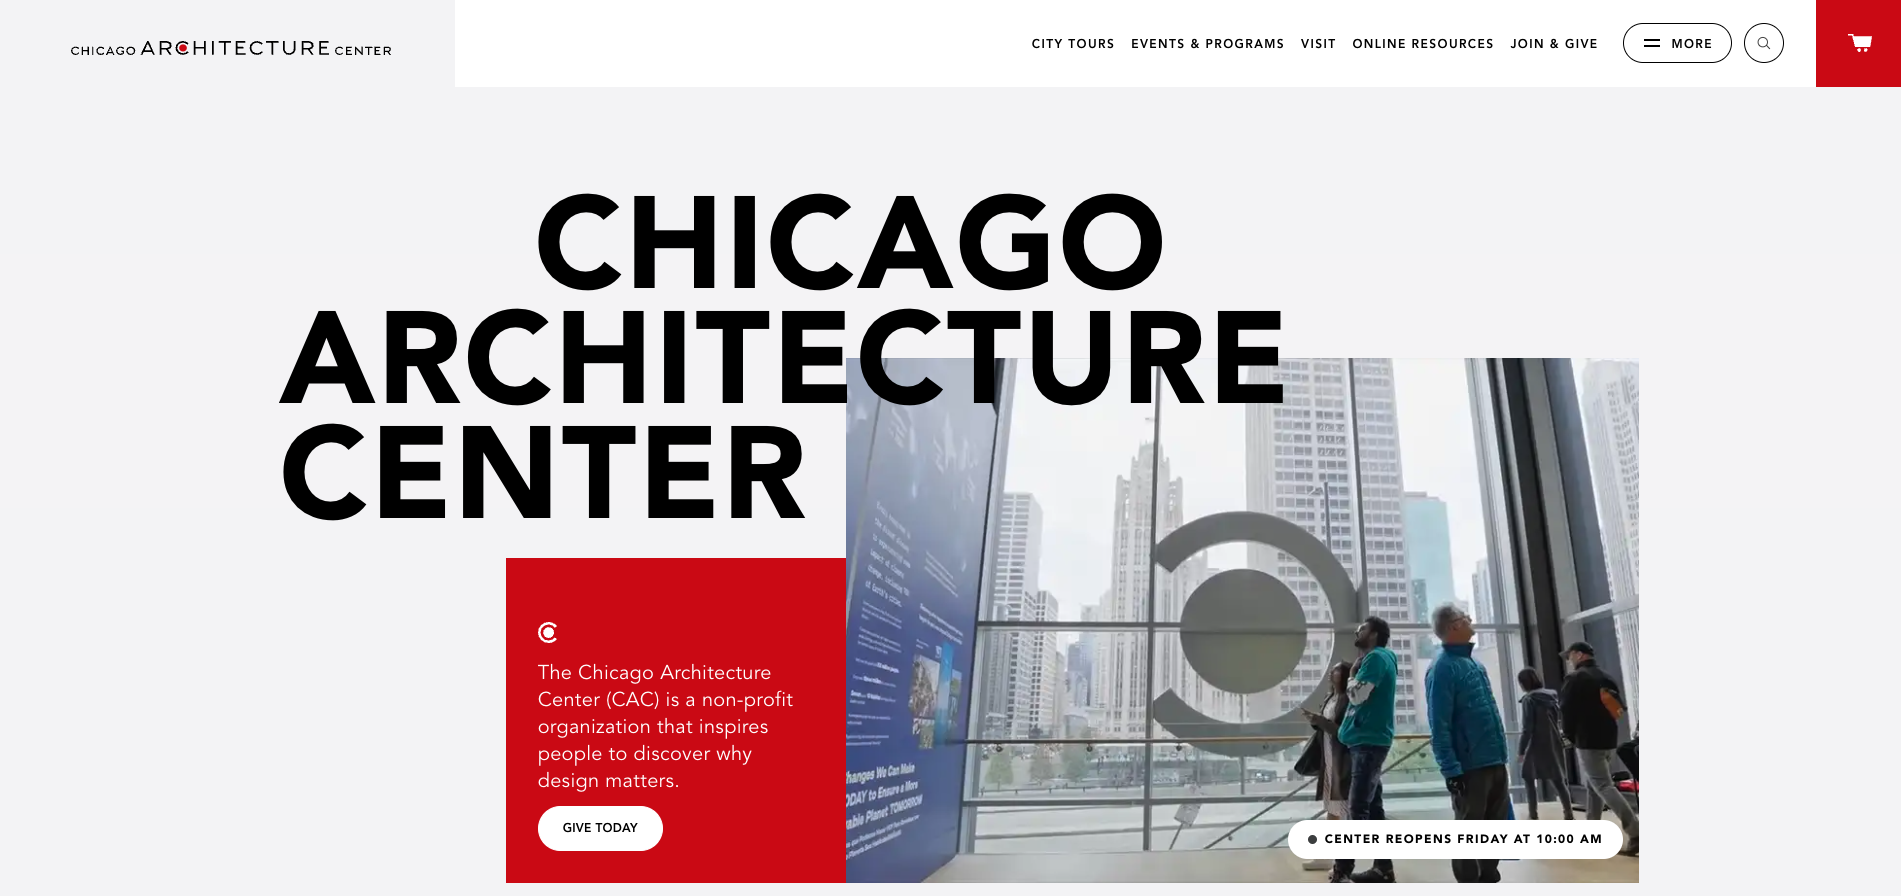 CHICAGO ARCHITECTURE CENTER
CITY TOURS EVENTS & PROGRAMS VISIT ONLINE RESOURCES JOIN & GIVE MORE
CHICAGO
ARCHITECTURE
CENTER
The Chicago Architecture
Center (CAC) is a non-profit
organization that inspires
people to discover why
design matters.
GIVE TODAY
hanges We Can Make
ODAY to Ensure a More
nable Planet TOMORROW
CENTER REOPENS FRIDAY AT 10:00 AM